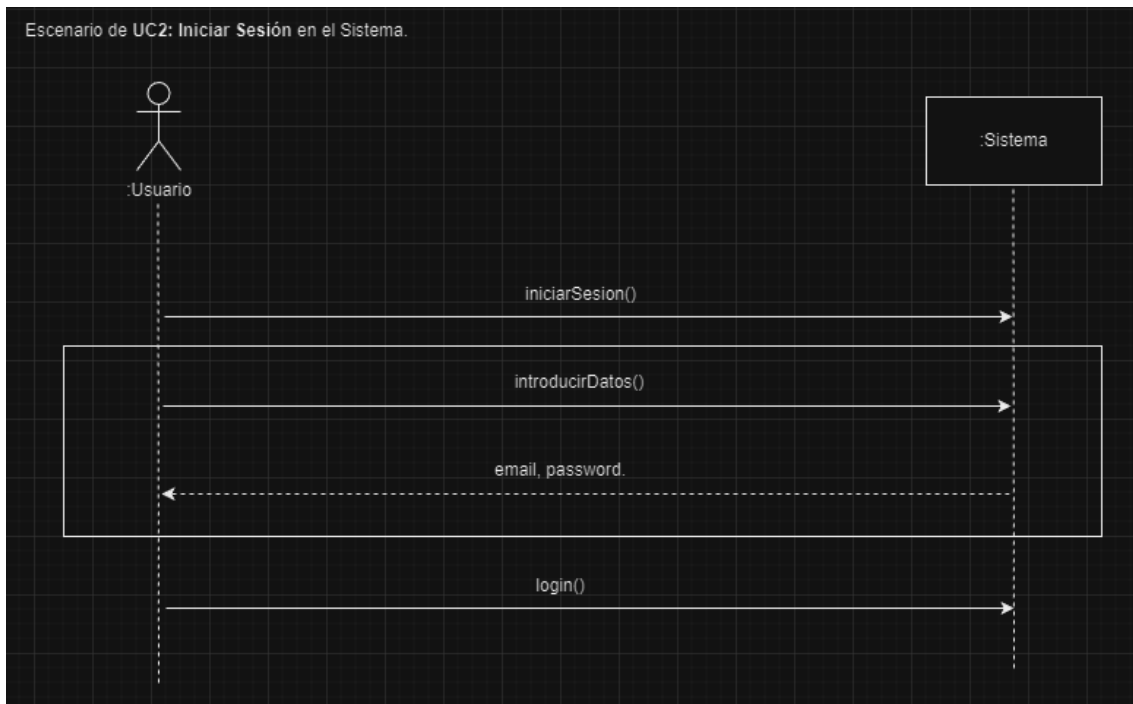 Escenario de UC2: Iniciar Sesión en el Sistema.
:Sistema
:Usuario
iniciarSesion()
introducirDatos()
email, password.
login()